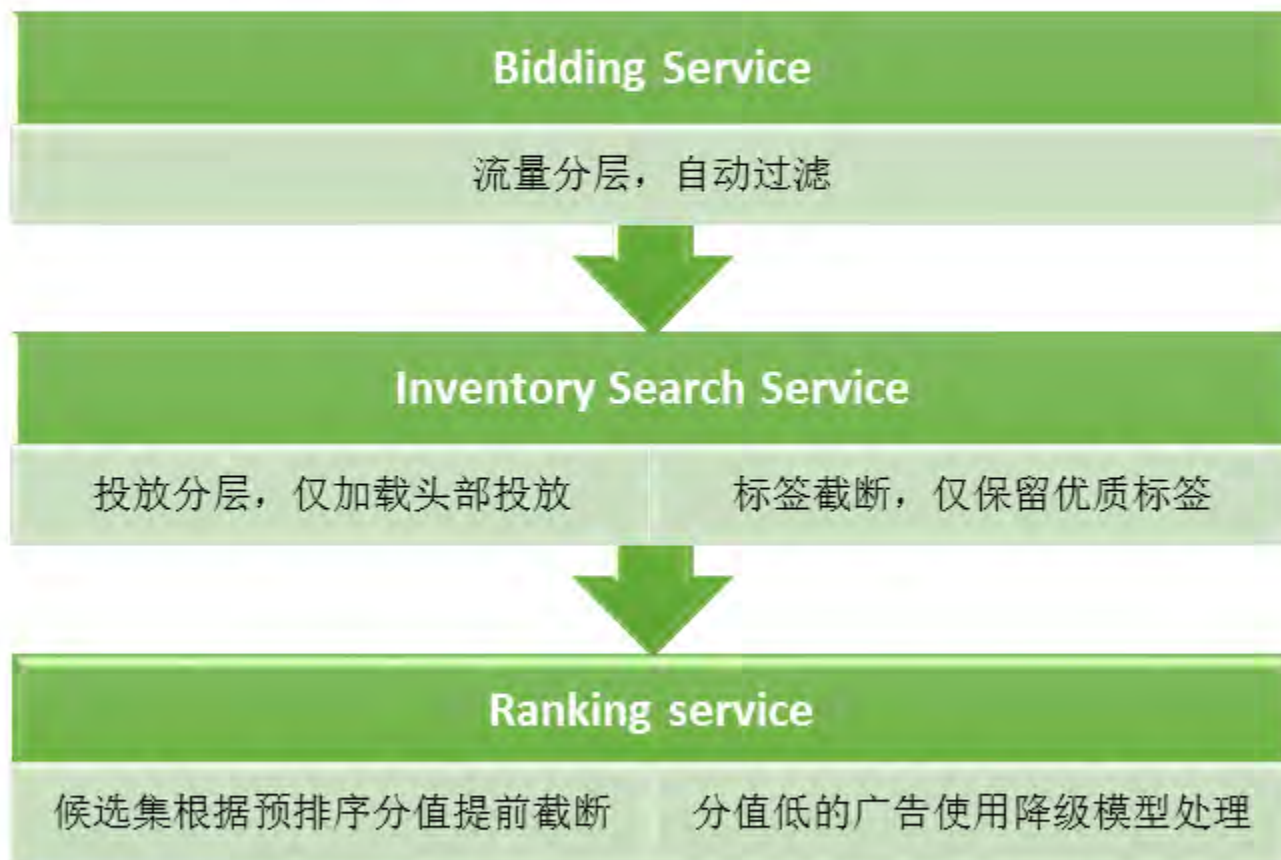 Bidding Service
流量分层，自动过滤
Inventory Search Service
投放分层，仅加载头部投放
标签截断，仅保留优质标签
Ranking service
候选集根据预排序分值提前截断
分值低的广告使用降级模型处理